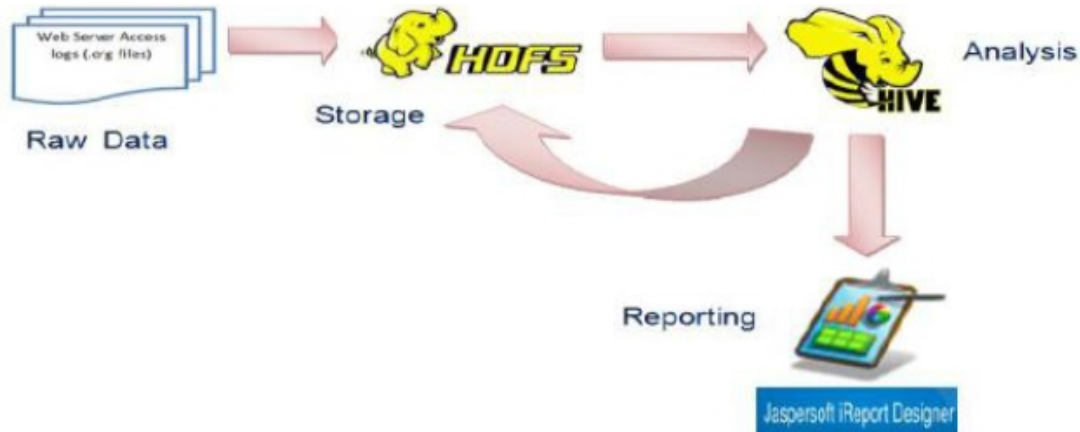 Web Server Access
logs (.org files)
Raw Data
HDFS
Storage
HIVE
Analysis
Reporting
Jaspersoft iReport Designer